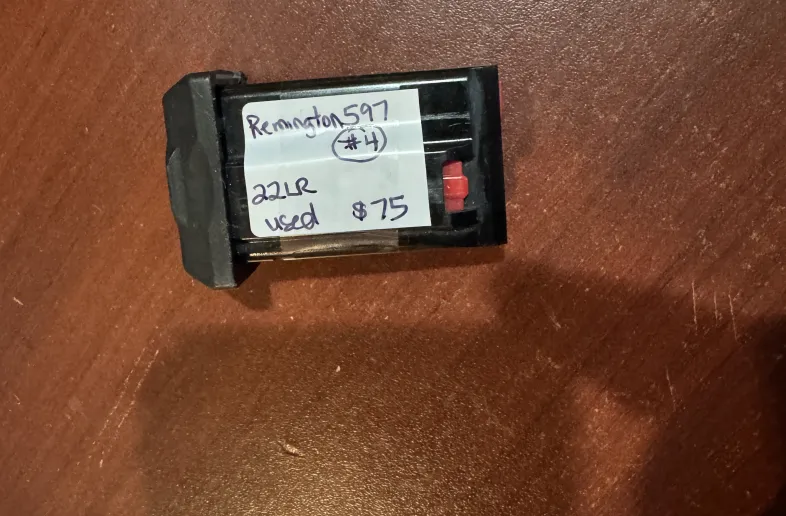 Remington 597
#4
22LR
used $75